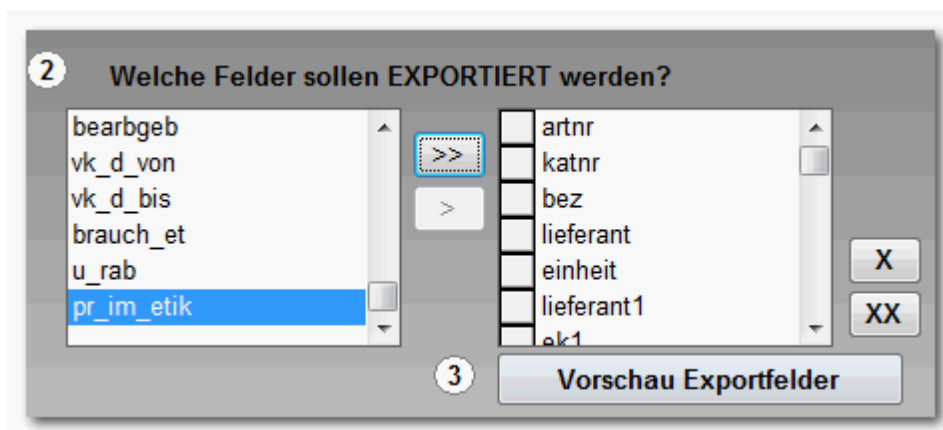 2 Welche Felder sollen EXPORTIERT werden?
bearbgeb
vk_d_von
vk_d_bis
brauch_et
u_rab
pr_im_etik
>>
>
artnr
katnr
bez
lieferant
einheit
lieferant1
ek1
X
XX
3 Vorschau Exportfelder